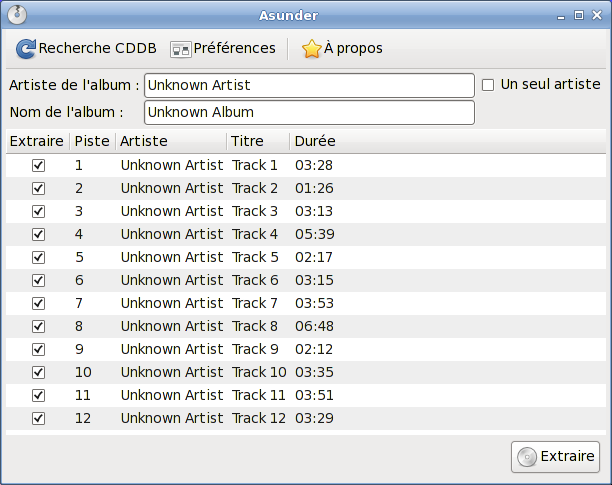 Asunder
Recherche CDDB Préférences À propos
Artiste de l'album : Unknown Artist Un seul artiste
Nom de l'album : Unknown Album
Extraire Piste Artiste Titre Durée
1 Unknown Artist Track 1 03:28
2 Unknown Artist Track 2 01:26
3 Unknown Artist Track 3 03:13
4 Unknown Artist Track 4 05:39
5 Unknown Artist Track 5 02:17
6 Unknown Artist Track 6 03:15
7 Unknown Artist Track 7 03:53
8 Unknown Artist Track 8 06:48
9 Unknown Artist Track 9 02:12
10 Unknown Artist Track 10 03:35
11 Unknown Artist Track 11 03:51
12 Unknown Artist Track 12 03:29
Extraire